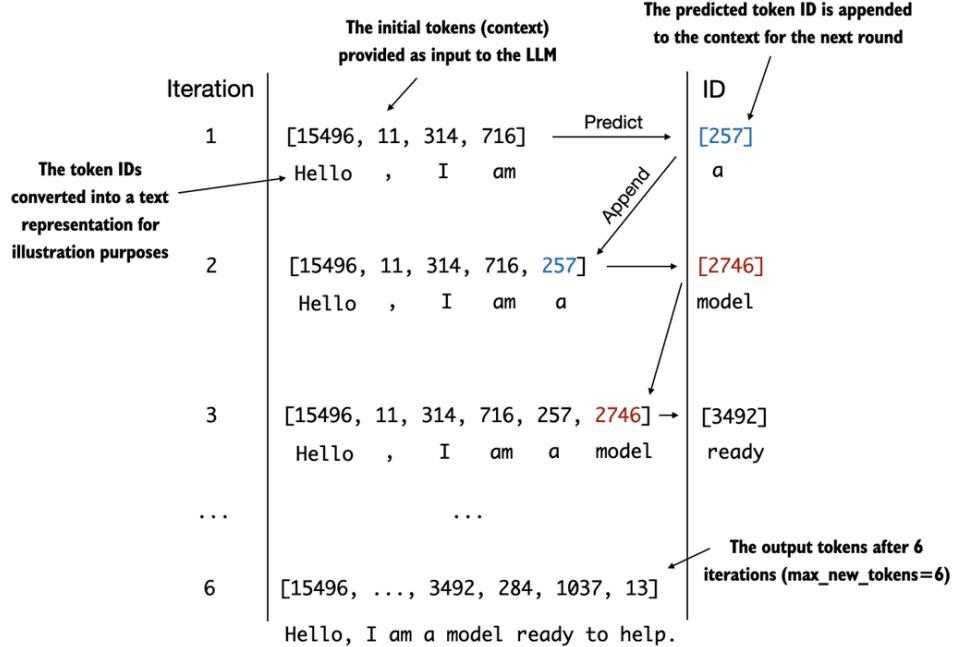 The initial tokens (context)
provided as input to the LLM
The predicted token ID is appended
to the context for the next round
Iteration
ID
1
[15496, 11, 314, 716]
Predict
[257]
Hello , I am
a
The token IDs
converted into a text
representation for
illustration purposes
Append
2
[15496, 11, 314, 716, 257]
[2746]
Hello , I am a
model
3
[15496, 11, 314, 716, 257, 2746]
[3492]
Hello , I am a model
ready
...
...
The output tokens after 6
iterations (max_new_tokens=6)
6
[15496, ..., 3492, 284, 1037, 13]
Hello, I am a model ready to help.